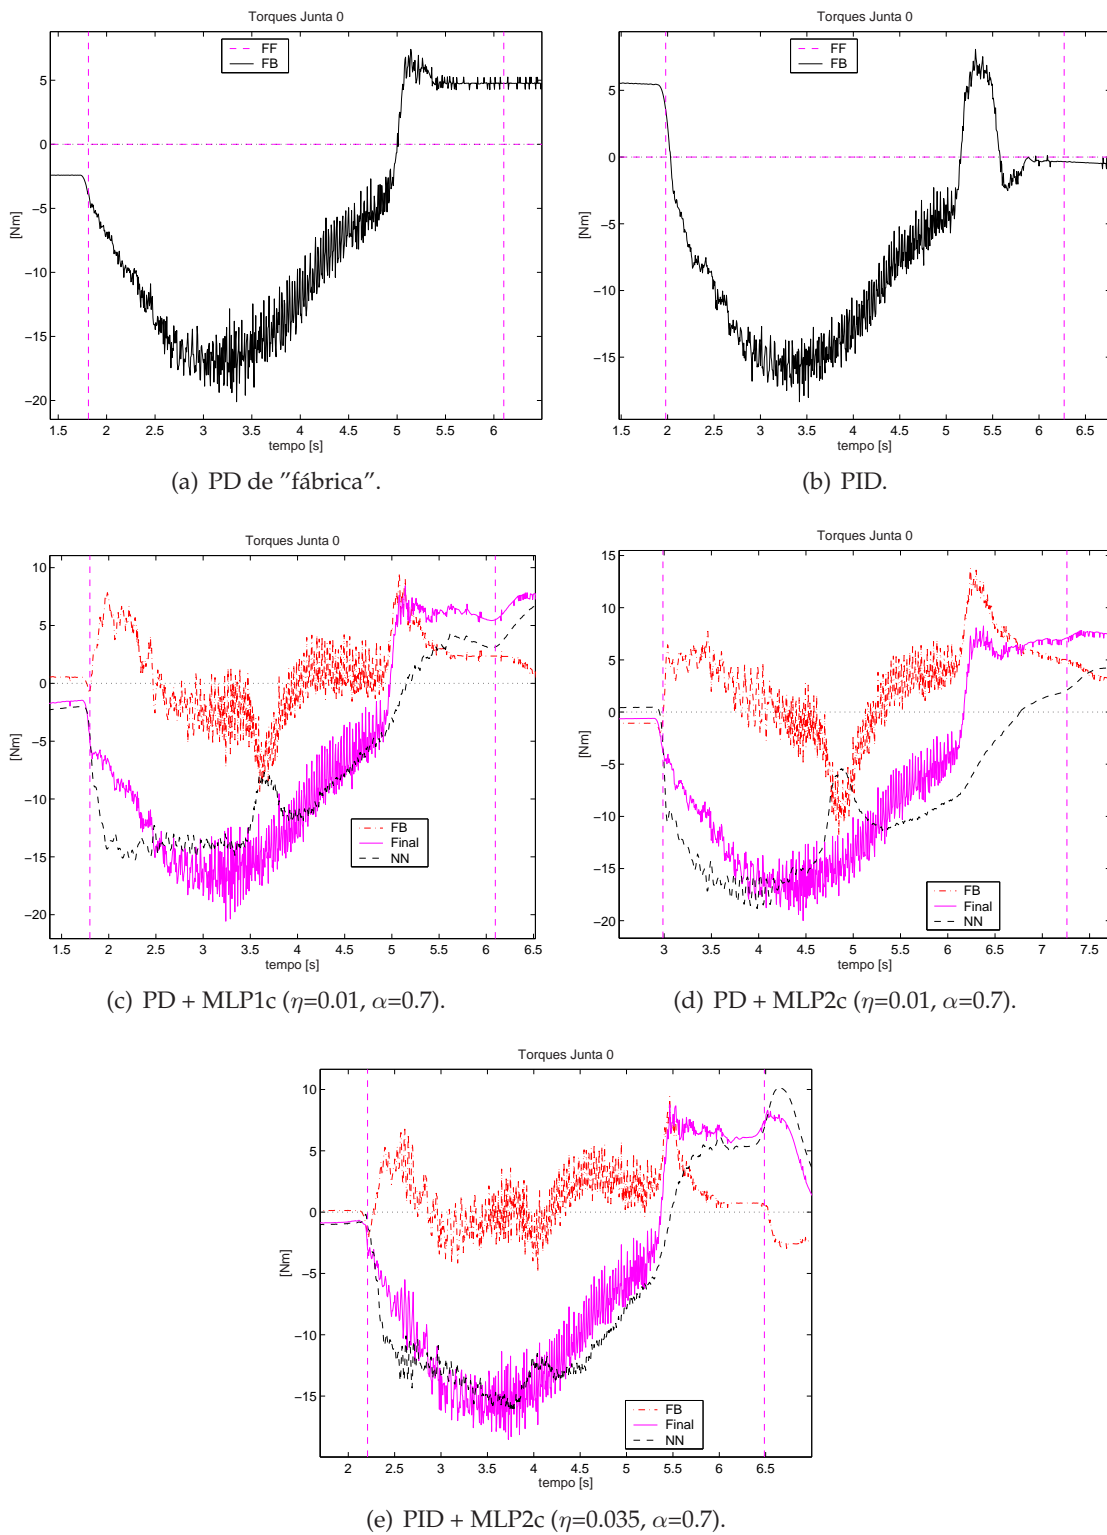 Torques Junta 0
FF
FB
5
0
−5
−10
−15
−20
[Nm]
1.5 2 2.5 3 3.5 4 4.5 5 5.5 6
tempo [s]
(a) PD de ”fábrica”.
Torques Junta 0
FF
FB
5
0
−5
−10
−15
[Nm]
1.5 2 2.5 3 3.5 4 4.5 5 5.5 6 6.5
tempo [s]
(b) PID.
Torques Junta 0
10
5
0
−5
−10
−15
−20
[Nm]
FB
Final
NN
1.5 2 2.5 3 3.5 4 4.5 5 5.5 6 6.5
tempo [s]
(c) PD + MLP1c (η=0.01, α=0.7).
Torques Junta 0
15
10
5
0
−5
−10
−15
−20
[Nm]
FB
Final
NN
3 3.5 4 4.5 5 5.5 6 6.5 7 7.5
tempo [s]
(d) PD + MLP2c (η=0.01, α=0.7).
Torques Junta 0
10
5
0
−5
−10
−15
[Nm]
FB
Final
NN
2 2.5 3 3.5 4 4.5 5 5.5 6 6.5
tempo [s]
(e) PID + MLP2c (η=0.035, α=0.7).